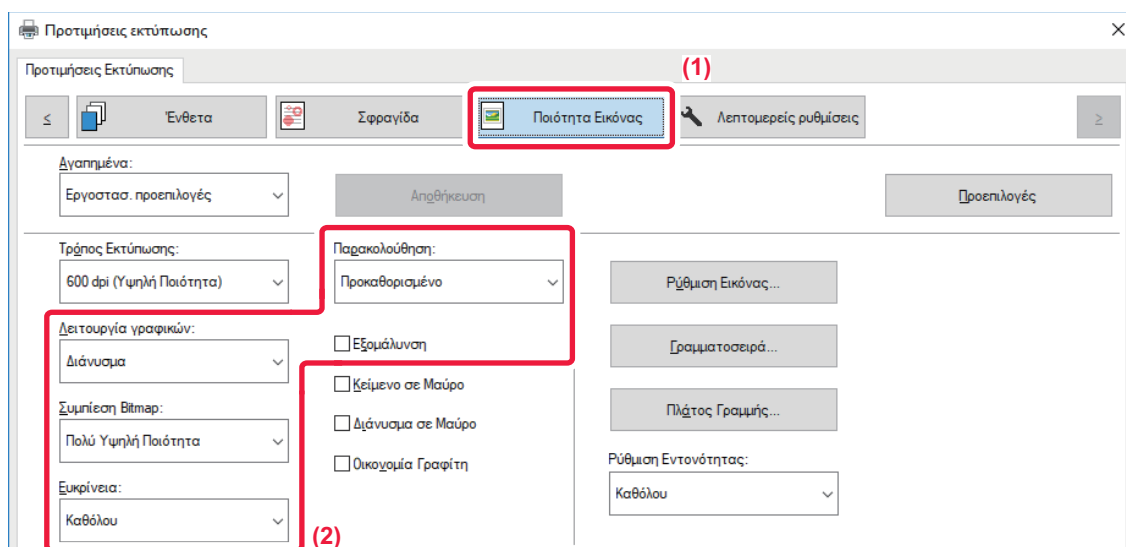 Προτιμήσεις εκτύπωσης
Προτιμήσεις Εκτύπωσης
(1)
<
Ένθετα
Σφραγίδα
Ποιότητα Εικόνας
Λεπτομερείς ρυθμίσεις
>
Αγαπημένα:
Εργοστασ. προεπιλογές
Αποθήκευση
Προεπιλογές
Τρόπος Εκτύπωσης:
600 dpi (Υψηλή Ποιότητα)
Παρακολούθηση:
Προκαθορισμένο
Ρύθμιση Εικόνας...
Λειτουργία γραφικών:
Διάνυσμα
Εξομάλυνση
Γραμματοσειρά...
Κείμενο σε Μαύρο
Συμπίεση Bitmap:
Πολύ Υψηλή Ποιότητα
Διάνυσμα σε Μαύρο
Πλάτος Γραμμής...
Οικονομία Γραφίτη
Ρύθμιση Εντονότητας:
Καθόλου
Ευκρίνεια:
Καθόλου
(2)